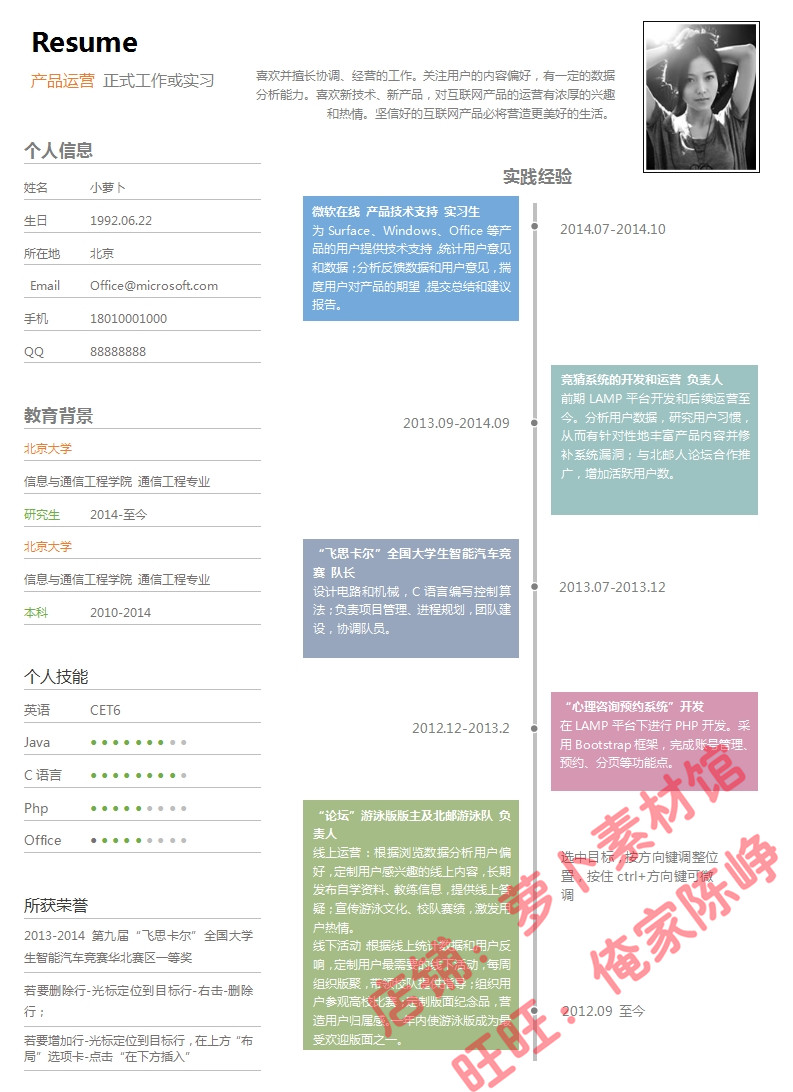 Resume
产品运营 正式工作或实习
喜欢并擅长协调、经营的工作。关注用户的内容偏好，有一定的数据
分析能力。喜欢新技术、新产品，对互联网产品的运营有浓厚的兴趣
和热情。坚信好的互联网产品必将营造更美好的生活。
个人信息
姓名 小萝卜
生日 1992.06.22
所在地 北京
Email Office@microsoft.com
手机 18010001000
QQ 88888888
教育背景
北京大学
信息与通信工程学院 通信工程专业
研究生 2014-至今
北京大学
信息与通信工程学院 通信工程专业
本科 2010-2014
个人技能
英语 CET6
Java
C 语言
Php
Office
所获荣誉
2013-2014 第九届“飞思卡尔”全国大学
生智能汽车竞赛华北赛区一等奖
若要删除行-光标定位到目标行-右击-删除
行；
若要增加行-光标定位到目标行，在上方“布
局”选项卡-点击“在下方插入”
实践经验
微软在线 产品技术支持 实习生
为 Surface、Windows、Office 等产
品的用户提供技术支持，统计用户意见
和数据；分析反馈数据和用户意见，揣
度用户对产品的期望，提交总结和建议
报告。
2014.07-2014.10
竞猜系统的开发和运营 负责人
前期 LAMP 平台开发和后续运营至
今。分析用户数据，研究用户习惯，
从而有针对性地丰富产品内容并修
补系统漏洞；与北邮人论坛合作推
广，增加活跃用户数。
2013.09-2014.09
“飞思卡尔”全国大学生智能汽车竞
赛 队长
设计电路和机械，C 语言编写控制算
法；负责项目管理、进程规划，团队建
设，协调队员。
2013.07-2013.12
“心理咨询预约系统”开发
在 LAMP 平台下进行 PHP 开发。采
用 Bootstrap 框架，完成账号管理、
预约、分页等功能点。
2012.12-2013.2
“论坛”游泳版版主及北邮游泳队 负
责人
线上运营：根据浏览数据分析用户偏
好，定制用户感兴趣的线上内容，长期
发布自学资料、教练信息，提供线上答
疑；宣传游泳文化、校队赛绩，激发用
户热情。
线下活动：根据线上统计数据和用户反
响，定制用户最需要的线下活动，每周
组织版聚，带领校队提供指导；组织用
户参观高校比赛；定制版面纪念品，营
造用户归属感。一年内使游泳版成为最
受欢迎版面之一。
选中目标，按方向键调整位
置，按住 ctrl+方向键可微
调
2012.09 至今
店铺：萝卜素材馆
旺旺：俺家陈峥